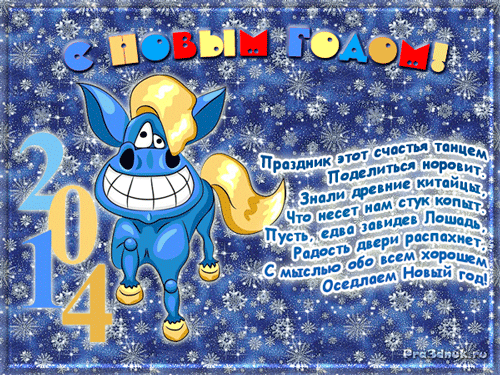 С НОВЫМ ГОДОМ!
2014
Праздник этот счастья танцем
Поделиться норовит.
Знали древние китайцы,
Что несет нам стук копыт.
Пусть, едва завидев Лошадь,
Радость двери распахнет.
С мыслью обо всем хорошем
Оседлаем Новый год!
Pra3dnuk.ru